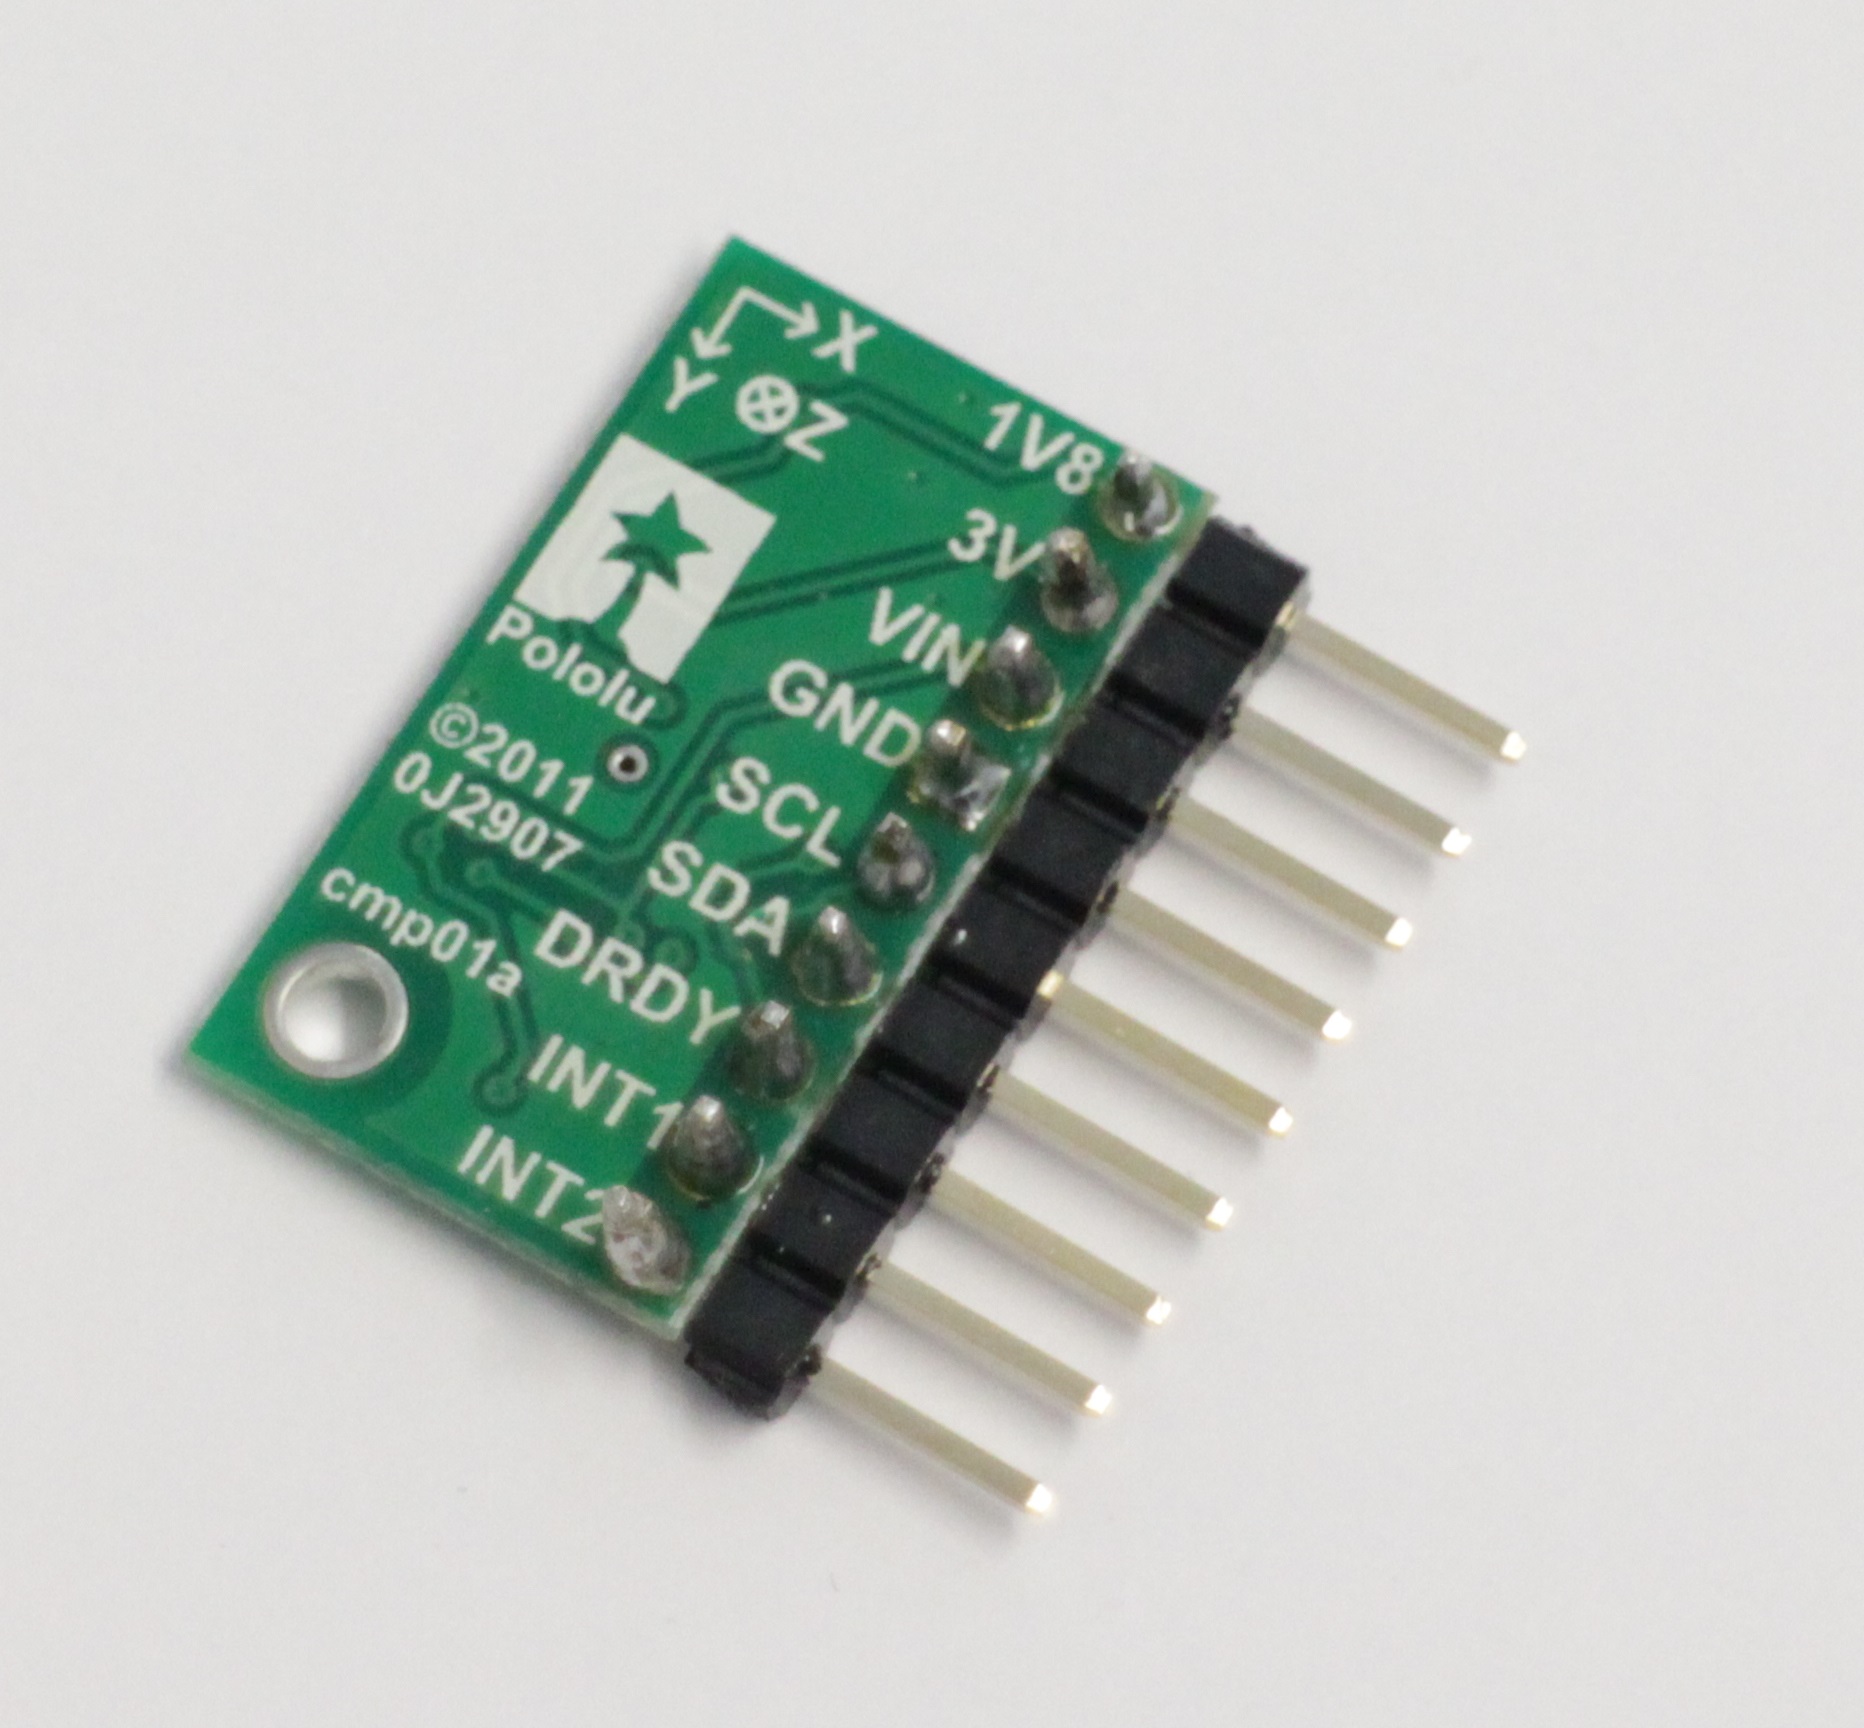 X
Y ⊗Z
1V8
3V
VIN
GND
SCL
SDA
DRDY
INT1
INT2
Pololu
©2011
0J2907
cmp01a